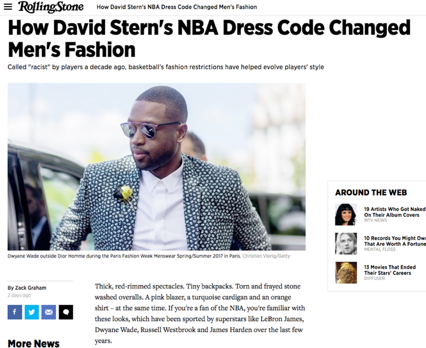 RollingStone How David Stern's NBA Dress Code Changed Men's Fashion
How David Stern's NBA Dress Code Changed
Men's Fashion
Called "racist" by players a decade ago, basketball's fashion restrictions have helped evolve players' style
Dwyane Wade outside Dior Homme during the Paris Fashion Week Menswear Spring/Summer 2017 in Paris. Christian Vierig/Getty
By Zack Graham
2 days ago
More News
Thick, red-rimmed spectacles. Tiny backpacks. Torn and frayed stone
washed overalls. A pink blazer, a turquoise cardigan and an orange
shirt – at the same time. If you're a fan of the NBA, you're familiar with
these looks, which have been sported by superstars like LeBron James,
Dwyane Wade, Russell Westbrook and James Harden over the last few
years.
AROUND THE WEB
19 Artists Who Got Naked
On Their Album Covers
MTV NEWS
10 Records You Might Ow
That Are Worth A Fortune
MENTAL FLOSS
13 Movies That Ended
Their Stars' Careers
DIFFUSER